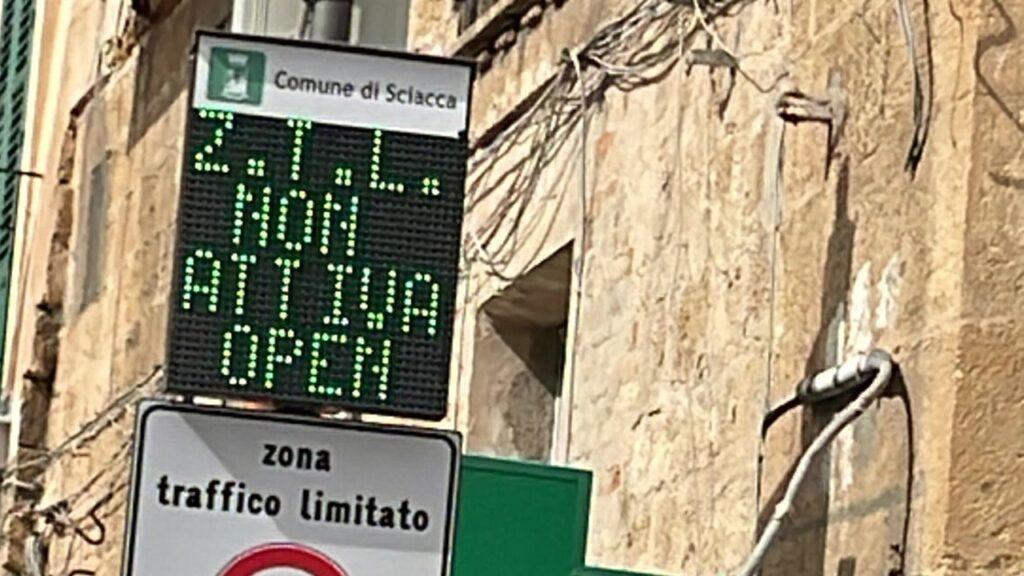 Comune di Sciacca
Z.T.L.
NON
ATTIVA
OPEN
zona
traffico limitato